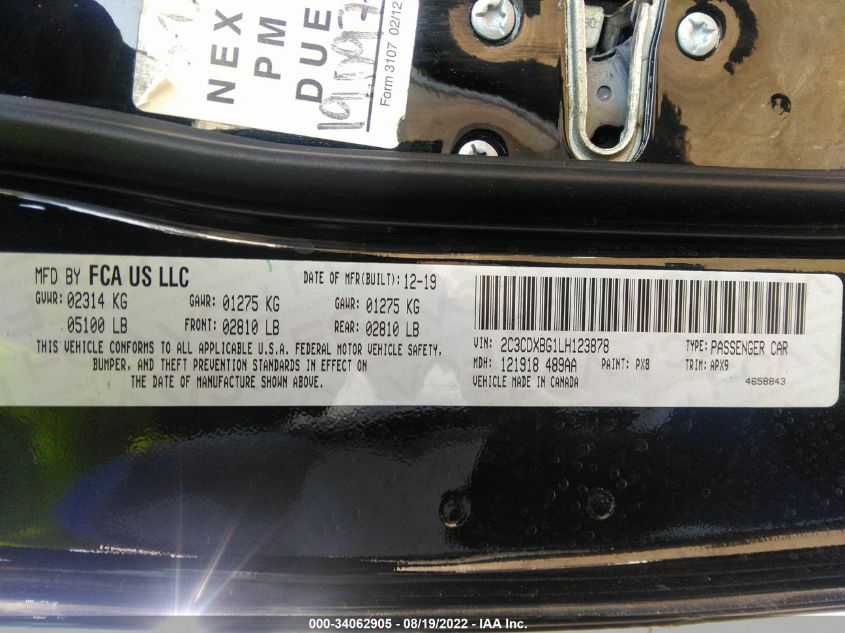 NEX
PM
DUE
Form 3107 02/12
MFD BY FCA US LLC
DATE OF MFR(BUILT): 12-19
GVWR: 02314 KG GAWR: 01275 KG GAWR: 01275 KG
05100 LB FRONT: 02810 LB REAR: 02810 LB
THIS VEHICLE CONFORMS TO ALL APPLICABLE U.S.A. FEDERAL MOTOR VEHICLE SAFETY,
BUMPER, AND THEFT PREVENTION STANDARDS IN EFFECT ON
THE DATE OF MANUFACTURE SHOWN ABOVE.
VIN: 2C3CDXBG1LH123878 TYPE: PASSENGER CAR
MDH: 121918 489AA PAINT: PX8 TRIM: APX9
VEHICLE MADE IN CANADA 4658843
000-34062905 - 08/19/2022 - IAA Inc.